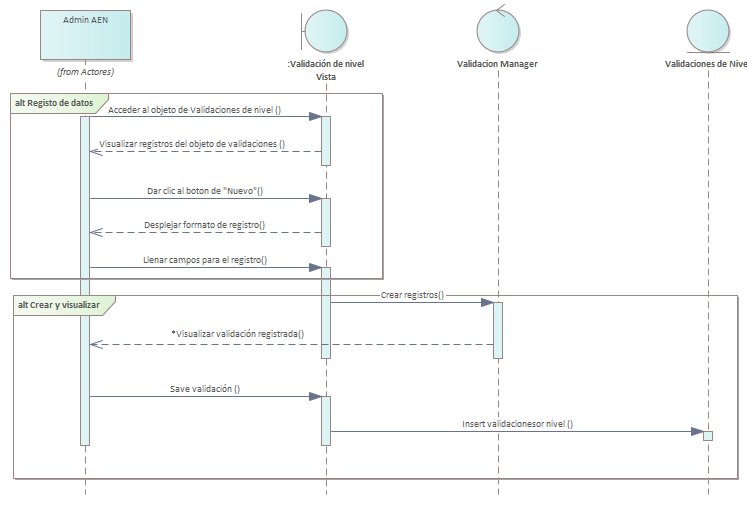 Admin AEN
(from Actores)
:Validación de nivel
Vista
Validacion Manager
Validaciones de Nive
alt Registo de datos
Acceder al objeto de Validaciones de nivel ()
Visualizar registros del objeto de validaciones ()
Dar clic al boton de "Nuevo"()
Desplejar formato de registro()
Llenar campos para el registro()
alt Crear y visualizar
Crear registros()
*Visualizar validación registrada()
Save validación ()
Insert validacionesor nivel ()